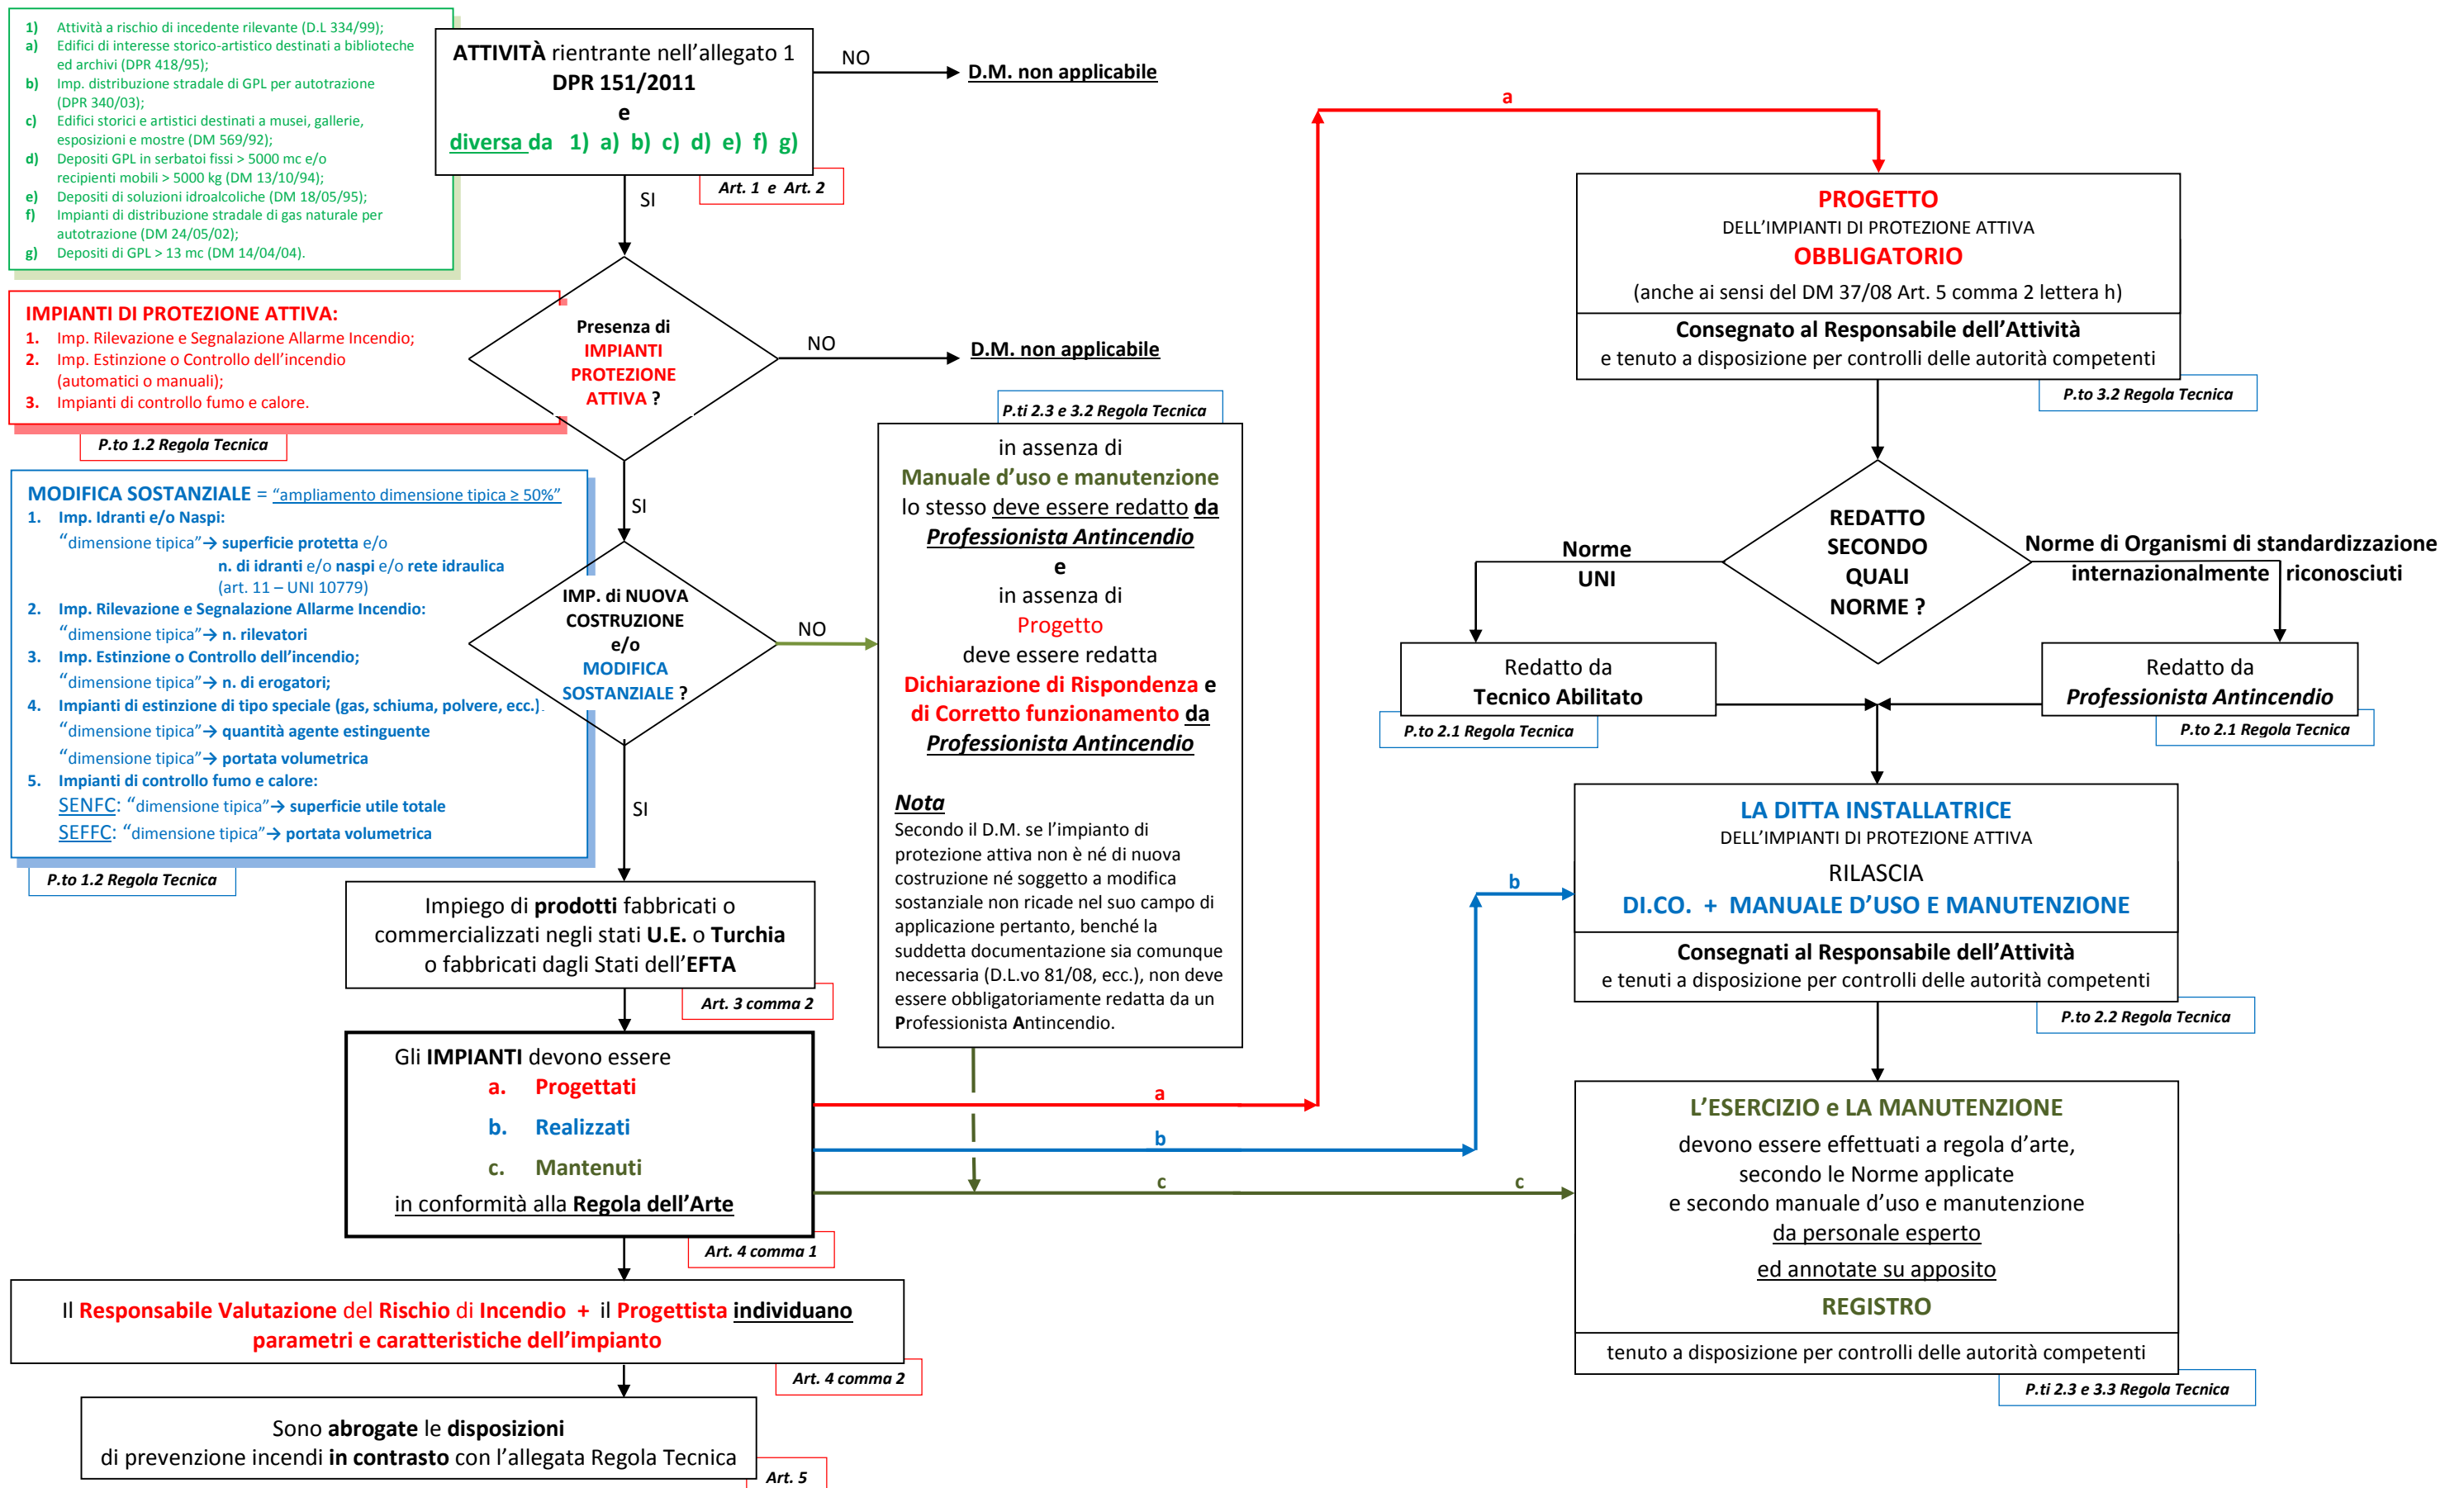 1) Attività a rischio di incedente rilevante (D.L 334/99);
a) Edifici di interesse storico-artistico destinati a biblioteche
ed archivi (DPR 418/95);
b) Imp. distribuzione stradale di GPL per autotrazione
(DPR 340/03);
c) Edifici storici e artistici destinati a musei, gallerie,
esposizioni e mostre (DM 569/92);
d) Depositi GPL in serbatoi fissi > 5000 mc e/o
recipienti mobili > 5000 kg (DM 13/10/94);
e) Depositi di soluzioni idroalcoliche (DM 18/05/95);
f) Impianti di distribuzione stradale di gas naturale per
autotrazione (DM 24/05/02);
g) Depositi di GPL > 13 mc (DM 14/04/04).
ATTIVITÀ rientrante nell'allegato 1
DPR 151/2011
e
diversa da 1) a) b) c) d) e) f) g)
Art. 1 e Art. 2
NO
D.M. non applicabile
SI
IMPIANTI DI PROTEZIONE ATTIVA:
1. Imp. Rilevazione e Segnalazione Allarme Incendio;
2. Imp. Estinzione o Controllo dell'incendio
(automatici o manuali);
3. Impianti di controllo fumo e calore.
P.to 1.2 Regola Tecnica
Presenza di
IMPIANTI
PROTEZIONE
ATTIVA ?
NO
D.M. non applicabile
SI
MODIFICA SOSTANZIALE = "ampliamento dimensione tipica ≥ 50%"
1. Imp. Idranti e/o Naspi:
"dimensione tipica"→ superficie protetta e/o
n. di idranti e/o naspi e/o rete idraulica
(art. 11 – UNI 10779)
2. Imp. Rilevazione e Segnalazione Allarme Incendio:
"dimensione tipica"→ n. rilevatori
3. Imp. Estinzione o Controllo dell'incendio;
"dimensione tipica"→ n. di erogatori;
4. Impianti di estinzione di tipo speciale (gas, schiuma, polvere, ecc.).
"dimensione tipica"→ quantità agente estinguente
"dimensione tipica"→ portata volumetrica
5. Impianti di controllo fumo e calore:
SENFC: "dimensione tipica"→ superficie utile totale
SEFFC: "dimensione tipica"→ portata volumetrica
P.to 1.2 Regola Tecnica
IMP. di NUOVA
COSTRUZIONE
e/o
MODIFICA
SOSTANZIALE ?
NO
SI
P.ti 2.3 e 3.2 Regola Tecnica
in assenza di
Manuale d'uso e manutenzione
lo stesso deve essere redatto da
Professionista Antincendio
e
in assenza di
Progetto
deve essere redatta
Dichiarazione di Rispondenza e
di Corretto funzionamento da
Professionista Antincendio
Nota
Secondo il D.M. se l'impianto di
protezione attiva non è né di nuova
costruzione né soggetto a modifica
sostanziale non ricade nel suo campo di
applicazione pertanto, benché la
suddetta documentazione sia comunque
necessaria (D.L.vo 81/08, ecc.), non deve
essere obbligatoriamente redatta da un
Professionista Antincendio.
Impiego di prodotti fabbricati o
commercializzati negli stati U.E. o Turchia
o fabbricati dagli Stati dell'EFTA
Art. 3 comma 2
Gli IMPIANTI devono essere
a. Progettati
b. Realizzati
c. Mantenuti
in conformità alla Regola dell'Arte
Art. 4 comma 1
a
b
c
Il Responsabile Valutazione del Rischio di Incendio + il Progettista individuano
parametri e caratteristiche dell'impianto
Art. 4 comma 2
Sono abrogate le disposizioni
di prevenzione incendi in contrasto con l'allegata Regola Tecnica
Art. 5
a
PROGETTO
DELL'IMPIANTI DI PROTEZIONE ATTIVA
OBBLIGATORIO
(anche ai sensi del DM 37/08 Art. 5 comma 2 lettera h)
Consegnato al Responsabile dell'Attività
e tenuto a disposizione per controlli delle autorità competenti
P.to 3.2 Regola Tecnica
REDATTO
SECONDO
QUALI
NORME ?
Norme
UNI
Norme di Organismi di standardizzazione
internazionalmente riconosciuti
Redatto da
Tecnico Abilitato
P.to 2.1 Regola Tecnica
Redatto da
Professionista Antincendio
P.to 2.1 Regola Tecnica
b
LA DITTA INSTALLATRICE
DELL'IMPIANTI DI PROTEZIONE ATTIVA
RILASCIA
DI.CO. + MANUALE D'USO E MANUTENZIONE
Consegnati al Responsabile dell'Attività
e tenuti a disposizione per controlli delle autorità competenti
P.to 2.2 Regola Tecnica
c
L'ESERCIZIO e LA MANUTENZIONE
devono essere effettuati a regola d'arte,
secondo le Norme applicate
e secondo manuale d'uso e manutenzione
da personale esperto
ed annotate su apposito
REGISTRO
tenuto a disposizione per controlli delle autorità competenti
P.ti 2.3 e 3.3 Regola Tecnica